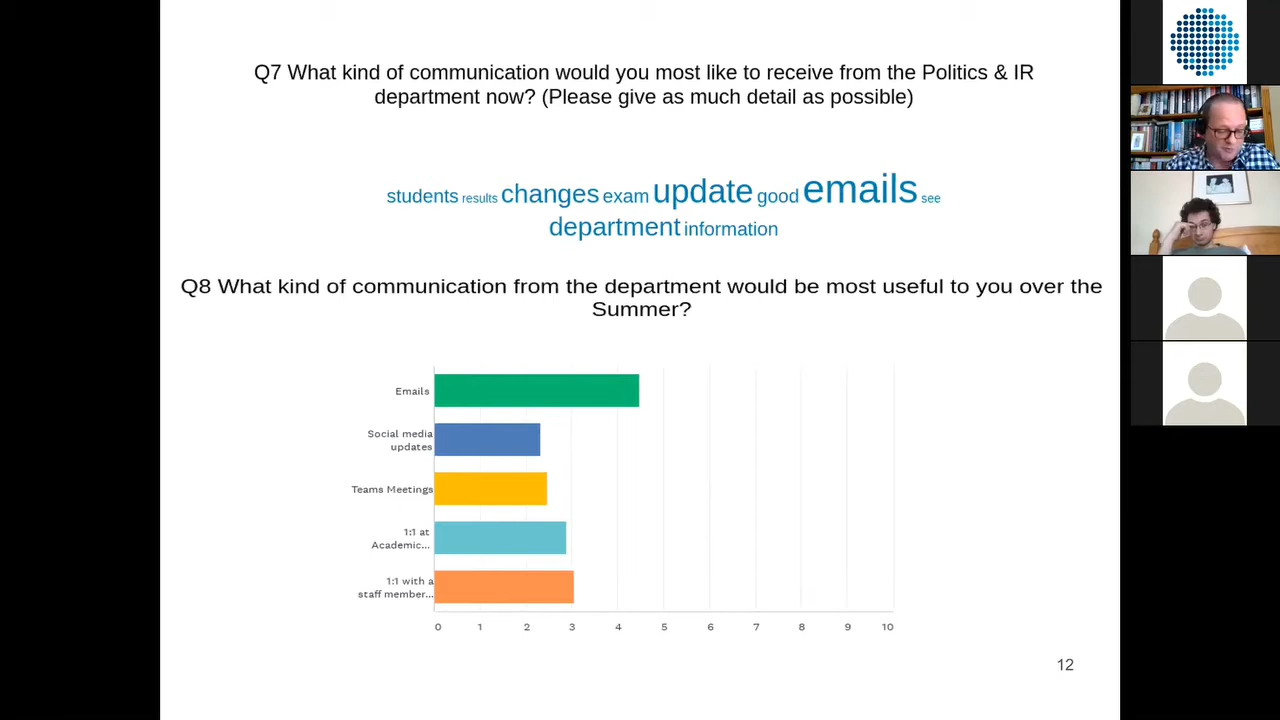 Q7 What kind of communication would you most like to receive from the Politics & IR
department now? (Please give as much detail as possible)
students results changes exam update good emails see
department information
Q8 What kind of communication from the department would be most useful to you over the
Summer?
Emails
Social media
updates
Teams Meetings
1:1 at
Academic...
1:1 with a
staff member...
0 1 2 3 4 5 6 7 8 9 10
12